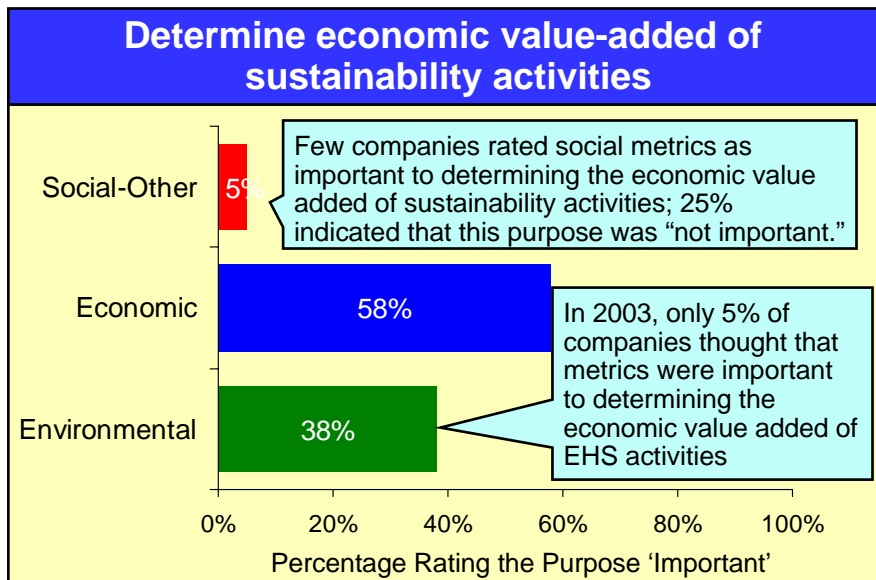 Determine economic value-added of
sustainability activities
Social-Other
5%
Few companies rated social metrics as
important to determining the economic value
added of sustainability activities; 25%
indicated that this purpose was “not important.”
Economic
58%
In 2003, only 5% of
companies thought that
metrics were important
to determining the
economic value added of
EHS activities
Environmental
38%
0% 20% 40% 60% 80% 100%
Percentage Rating the Purpose ‘Important’